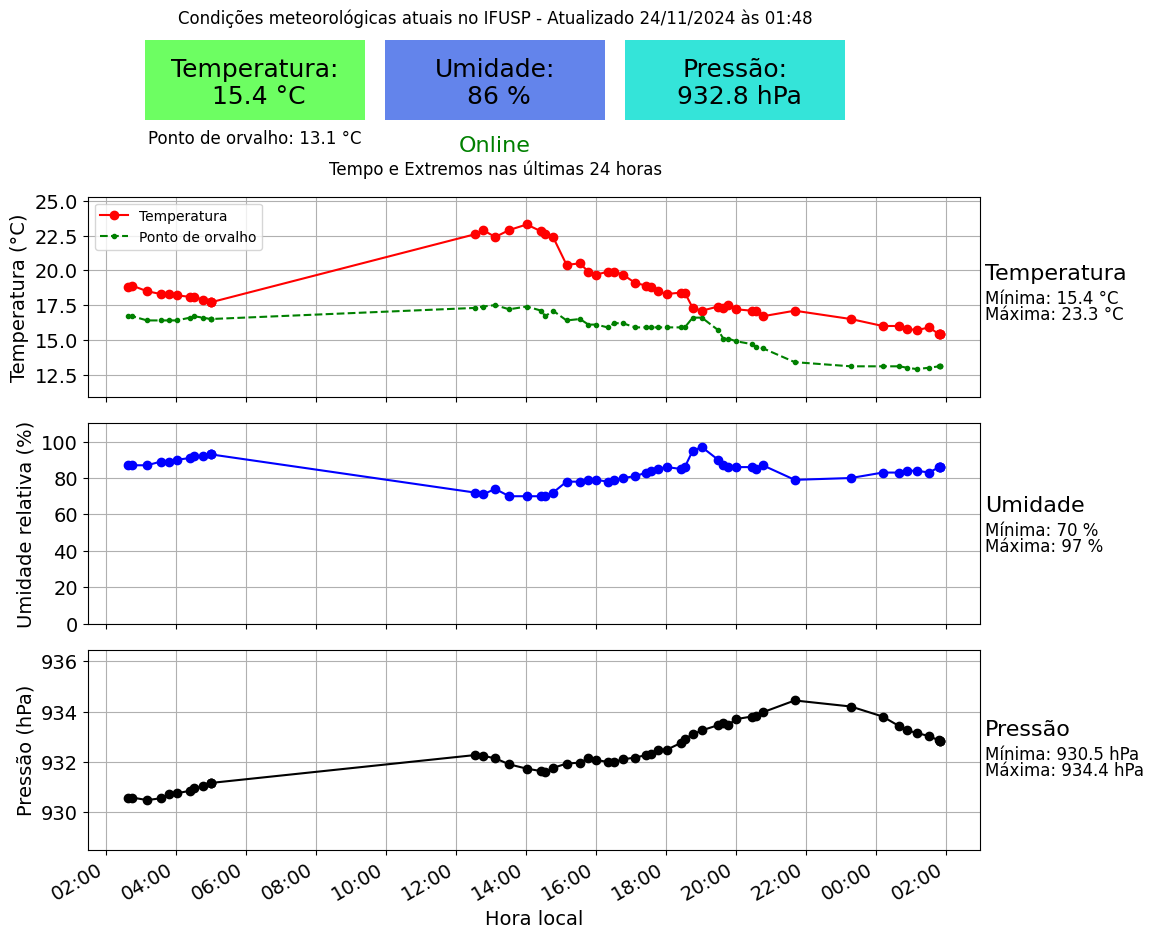 Condições meteorológicas atuais no IFUSP - Atualizado 24/11/2024 às 01:48
Temperatura:
15.4 °C
Umidade:
86 %
Pressão:
932.8 hPa
Ponto de orvalho: 13.1 °C
Online
Tempo e Extremos nas últimas 24 horas
Temperatura (°C)
25.0
22.5
20.0
17.5
15.0
12.5
Temperatura
Ponto de orvalho
Temperatura
Mínima: 15.4 °C
Máxima: 23.3 °C
Umidade relativa (%)
100
80
60
40
20
0
Umidade
Mínima: 70 %
Máxima: 97 %
Pressão (hPa)
936
934
932
930
Pressão
Mínima: 930.5 hPa
Máxima: 934.4 hPa
02:00 04:00 06:00 08:00 10:00 12:00 14:00 16:00 18:00 20:00 22:00 00:00 02:00
Hora local